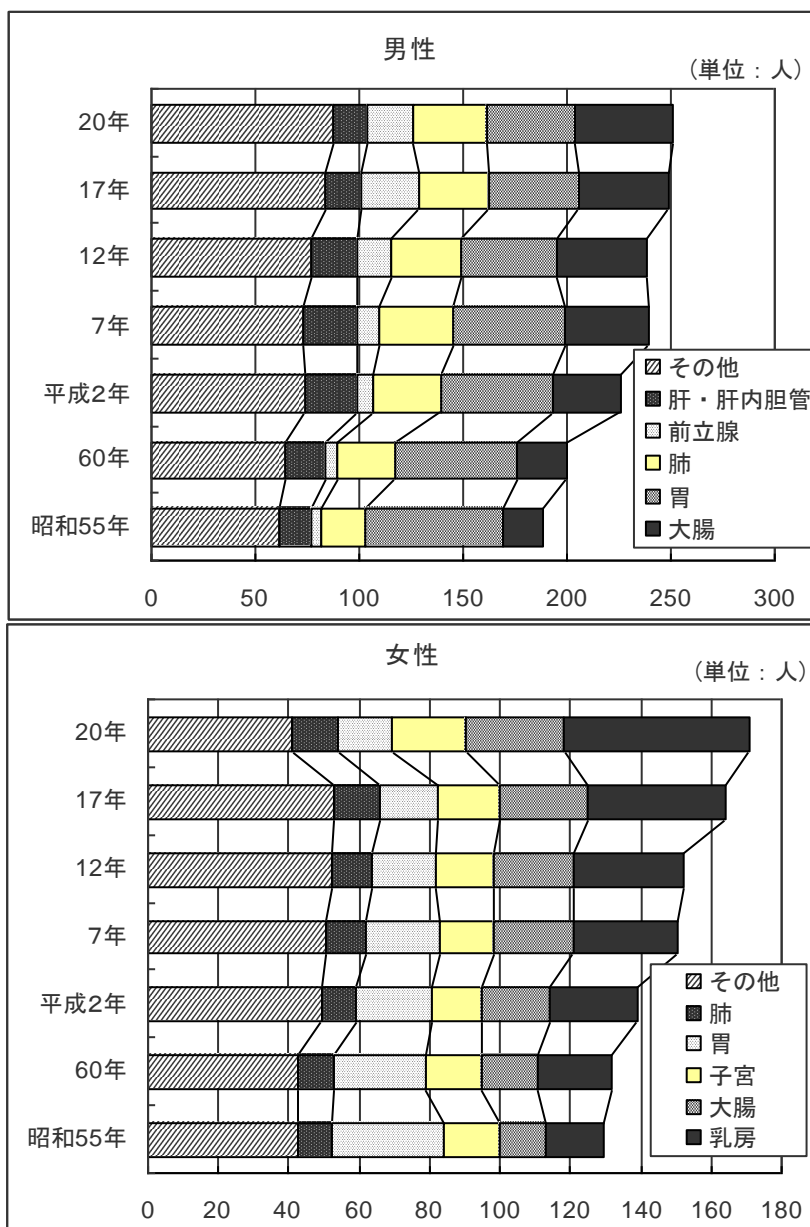 男性
(単位：人)
20年
17年
12年
7年
平成2年
60年
昭和55年
その他
肝・肝内胆管
前立腺
肺
胃
大腸
0 50 100 150 200 250 300
女性
(単位：人)
20年
17年
12年
7年
平成2年
60年
昭和55年
その他
肺
胃
子宮
大腸
乳房
0 20 40 60 80 100 120 140 160 180